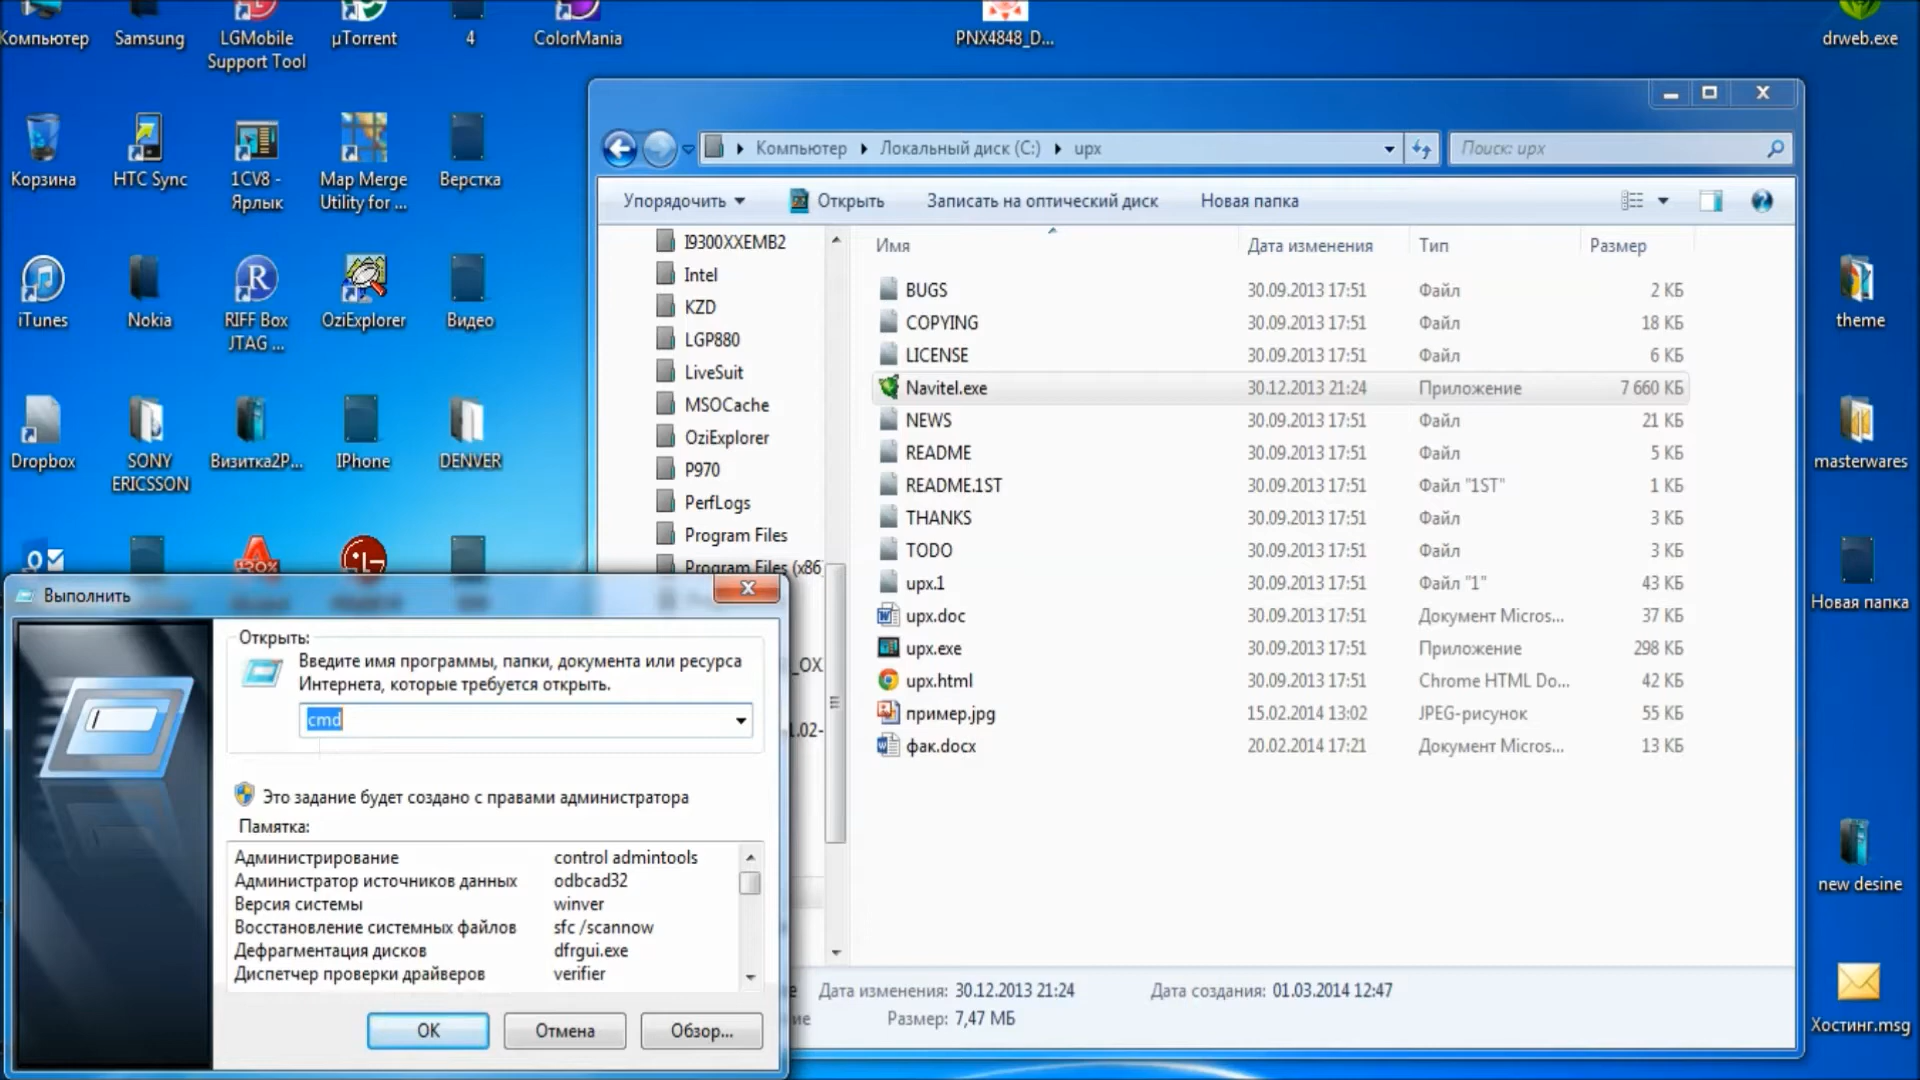 Компьютер
Samsung
LGMobile
Support Tool
µTorrent
4
ColorMania
PNX4848_D...
drweb.exe
Корзина
HTC Sync
1CV8 -
Ярлык
Map Merge
Utility for ...
Верстка
iTunes
Nokia
RIFF Box
JTAG ...
OziExplorer
Видео
Dropbox
SONY
ERICSSON
Визитка2P...
IPhone
DENVER
120%
theme
masterwares
Новая папка
new desine
Хостинг.msg
Компьютер
Локальный диск (C:)
upx
Поиск: upx
Упорядочить
Открыть
Записать на оптический диск
Новая папка
I9300XXEMB2
Intel
KZD
LGP880
LiveSuit
MSOCache
OziExplorer
P970
PerfLogs
Program Files
Program Files (x86
_OX
1.02-
Имя Дата изменения Тип Размер
BUGS 30.09.2013 17:51 Файл 2 КБ
COPYING 30.09.2013 17:51 Файл 18 КБ
LICENSE 30.09.2013 17:51 Файл 6 КБ
Navitel.exe 30.12.2013 21:24 Приложение 7 660 КБ
NEWS 30.09.2013 17:51 Файл 21 КБ
README 30.09.2013 17:51 Файл 5 КБ
README.1ST 30.09.2013 17:51 Файл "1ST" 1 КБ
THANKS 30.09.2013 17:51 Файл 3 КБ
TODO 30.09.2013 17:51 Файл 3 КБ
upx.1 30.09.2013 17:51 Файл "1" 43 КБ
upx.doc 30.09.2013 17:51 Документ Micros... 37 КБ
upx.exe 30.09.2013 17:51 Приложение 298 КБ
upx.html 30.09.2013 17:51 Chrome HTML Do... 42 КБ
пример.jpg 15.02.2014 13:02 JPEG-рисунок 55 КБ
фак.docx 20.02.2014 17:21 Документ Micros... 13 КБ
e Дата изменения: 30.12.2013 21:24 Дата создания: 01.03.2014 12:47
ие Размер: 7,47 МБ
Выполнить
Открыть:
Введите имя программы, папки, документа или ресурса
Интернета, которые требуется открыть.
cmd
Это задание будет создано с правами администратора
Памятка:
Администрирование control admintools
Администратор источников данных odbcad32
Версия системы winver
Восстановление системных файлов sfc /scannow
Дефрагментация дисков dfrgui.exe
Диспетчер проверки драйверов verifier
OK
Отмена
Обзор...